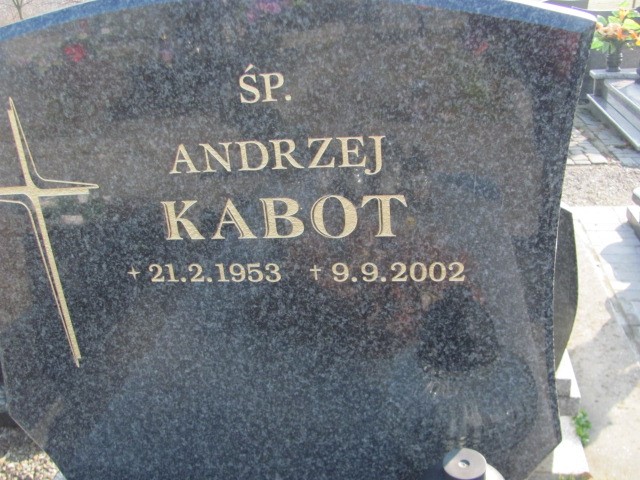 ŚP.
ANDRZEJ
KABOT
+ 21.2.1953 † 9.9.2002